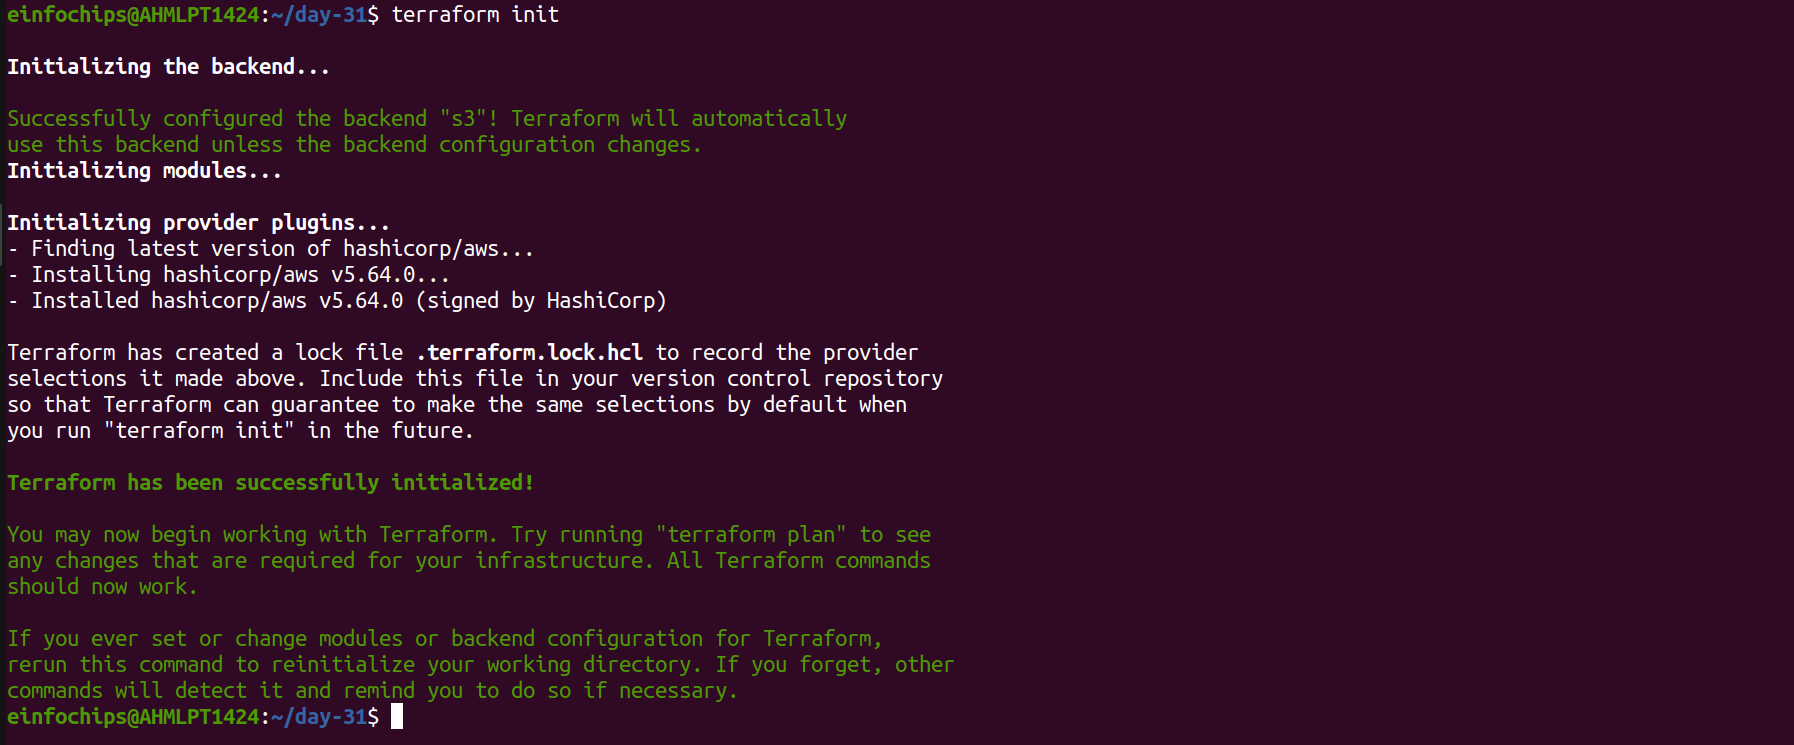 einfochips@AHMLPT1424:~/day-31$ terraform init
Initializing the backend...
Successfully configured the backend "s3"! Terraform will automatically
use this backend unless the backend configuration changes.
Initializing modules...
Initializing provider plugins...
- Finding latest version of hashicorp/aws...
- Installing hashicorp/aws v5.64.0...
- Installed hashicorp/aws v5.64.0 (signed by HashiCorp)
Terraform has created a lock file .terraform.lock.hcl to record the provider
selections it made above. Include this file in your version control repository
so that Terraform can guarantee to make the same selections by default when
you run "terraform init" in the future.
Terraform has been successfully initialized!
You may now begin working with Terraform. Try running "terraform plan" to see
any changes that are required for your infrastructure. All Terraform commands
should now work.
If you ever set or change modules or backend configuration for Terraform,
rerun this command to reinitialize your working directory. If you forget, other
commands will detect it and remind you to do so if necessary.
einfochips@AHMLPT1424:~/day-31$